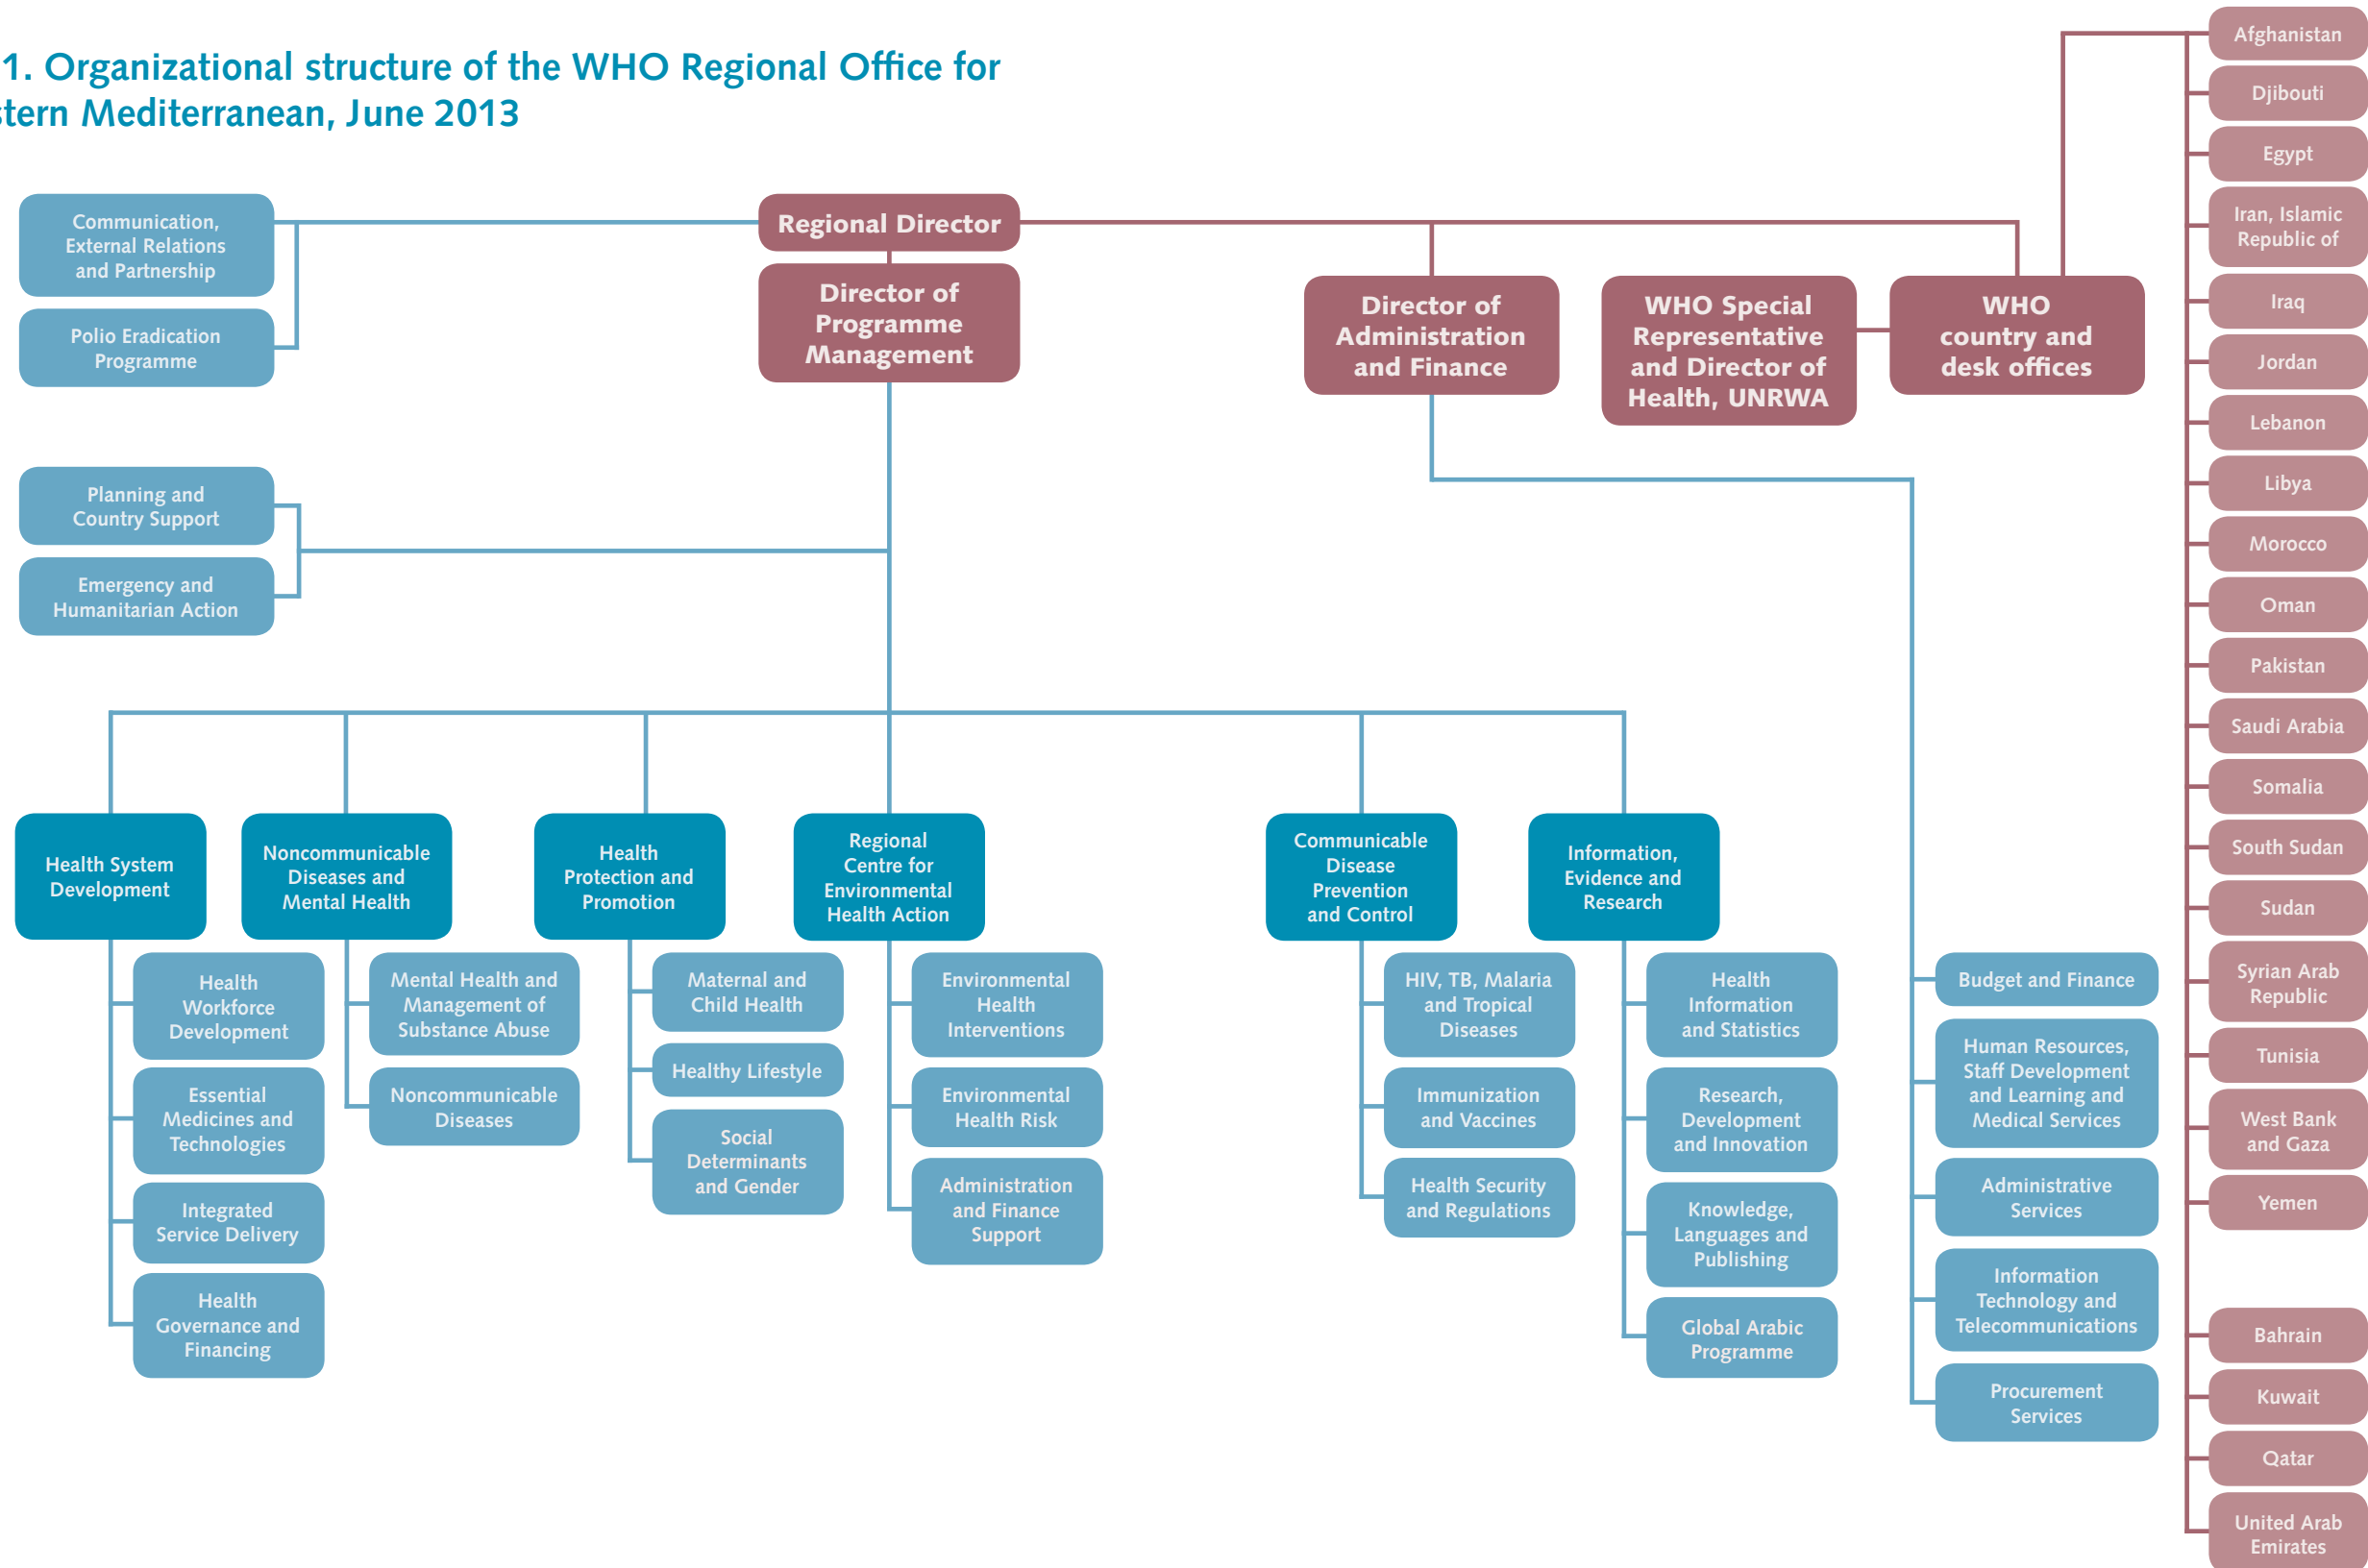 1. Organizational structure of the WHO Regional Office for
stern Mediterranean, June 2013
Communication,
External Relations
and Partnership
Polio Eradication
Programme
Regional Director
Director of
Programme
Management
Director of
Administration
and Finance
WHO Special
Representative
and Director of
Health, UNRWA
WHO
country and
desk offices
Planning and
Country Support
Emergency and
Humanitarian Action
Health System
Development
Health
Workforce
Development
Essential
Medicines and
Technologies
Integrated
Service Delivery
Health
Governance and
Financing
Noncommunicable
Diseases and
Mental Health
Mental Health and
Management of
Substance Abuse
Noncommunicable
Diseases
Health
Protection and
Promotion
Maternal and
Child Health
Healthy Lifestyle
Social
Determinants
and Gender
Regional
Centre for
Environmental
Health Action
Environmental
Health
Interventions
Environmental
Health Risk
Administration
and Finance
Support
Communicable
Disease
Prevention
and Control
HIV, TB, Malaria
and Tropical
Diseases
Immunization
and Vaccines
Health Security
and Regulations
Information,
Evidence and
Research
Health
Information
and Statistics
Research,
Development
and Innovation
Knowledge,
Languages and
Publishing
Global Arabic
Programme
Budget and Finance
Human Resources,
Staff Development
and Learning and
Medical Services
Administrative
Services
Information
Technology and
Telecommunications
Procurement
Services
Afghanistan
Djibouti
Egypt
Iran, Islamic
Republic of
Iraq
Jordan
Lebanon
Libya
Morocco
Oman
Pakistan
Saudi Arabia
Somalia
South Sudan
Sudan
Syrian Arab
Republic
Tunisia
West Bank
and Gaza
Yemen
Bahrain
Kuwait
Qatar
United Arab
Emirates